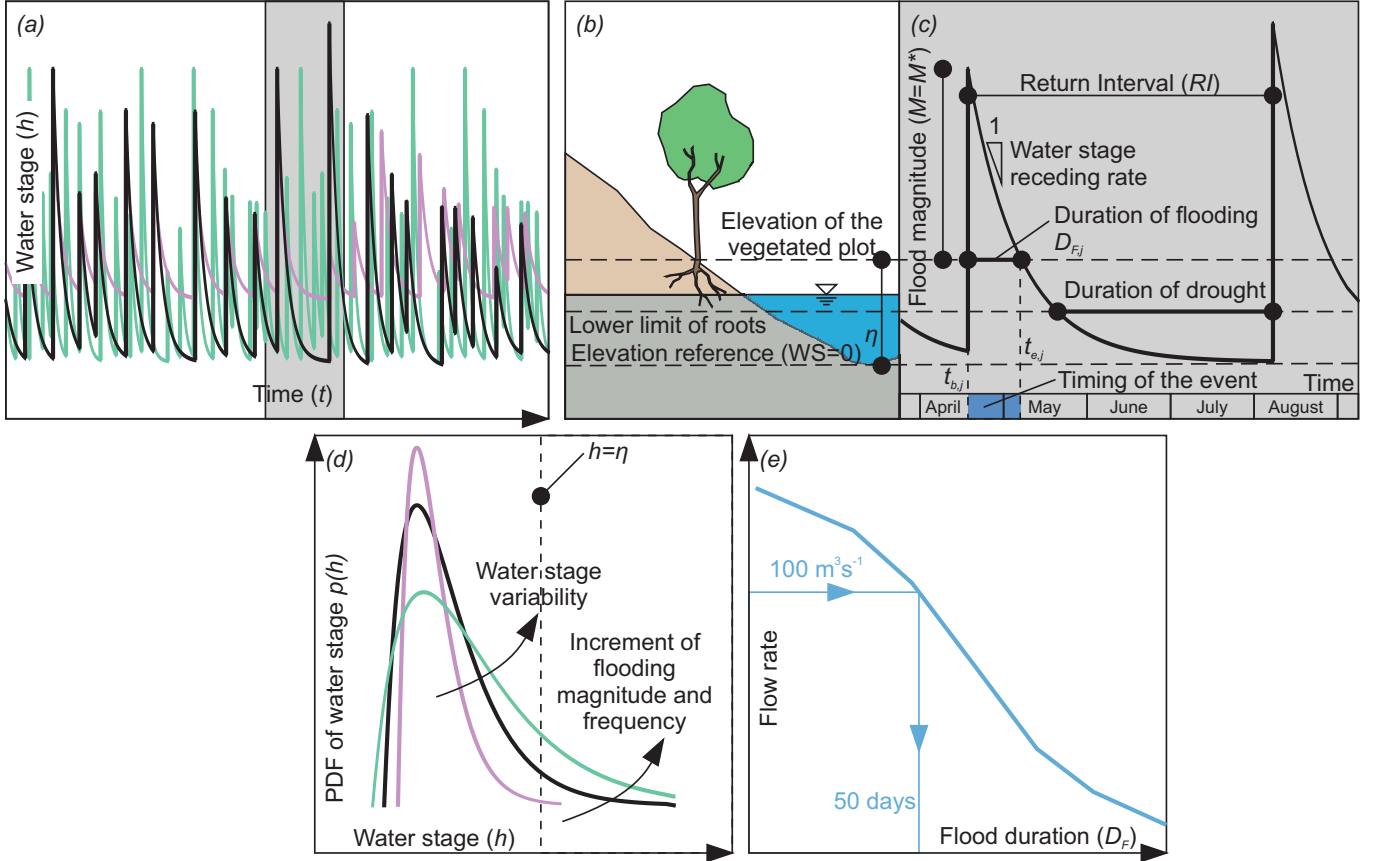 (a)
Water stage (h)
Time (t)
(b)
Elevation of the
vegetated plot
Lower limit of roots
Elevation reference (WS=0)
η
(c)
Flood magnitude (M=M*)
Return Interval (RI)
1
Water stage
receding rate
Duration of flooding
D_F,j
Duration of drought
t_b,j
t_e,j
Timing of the event
Time
April
May
June
July
August
(d)
PDF of water stage p(h)
h=η
Water stage
variability
Increment of
flooding
magnitude and
frequency
Water stage (h)
(e)
Flow rate
100 m³s⁻¹
50 days
Flood duration (D_F)